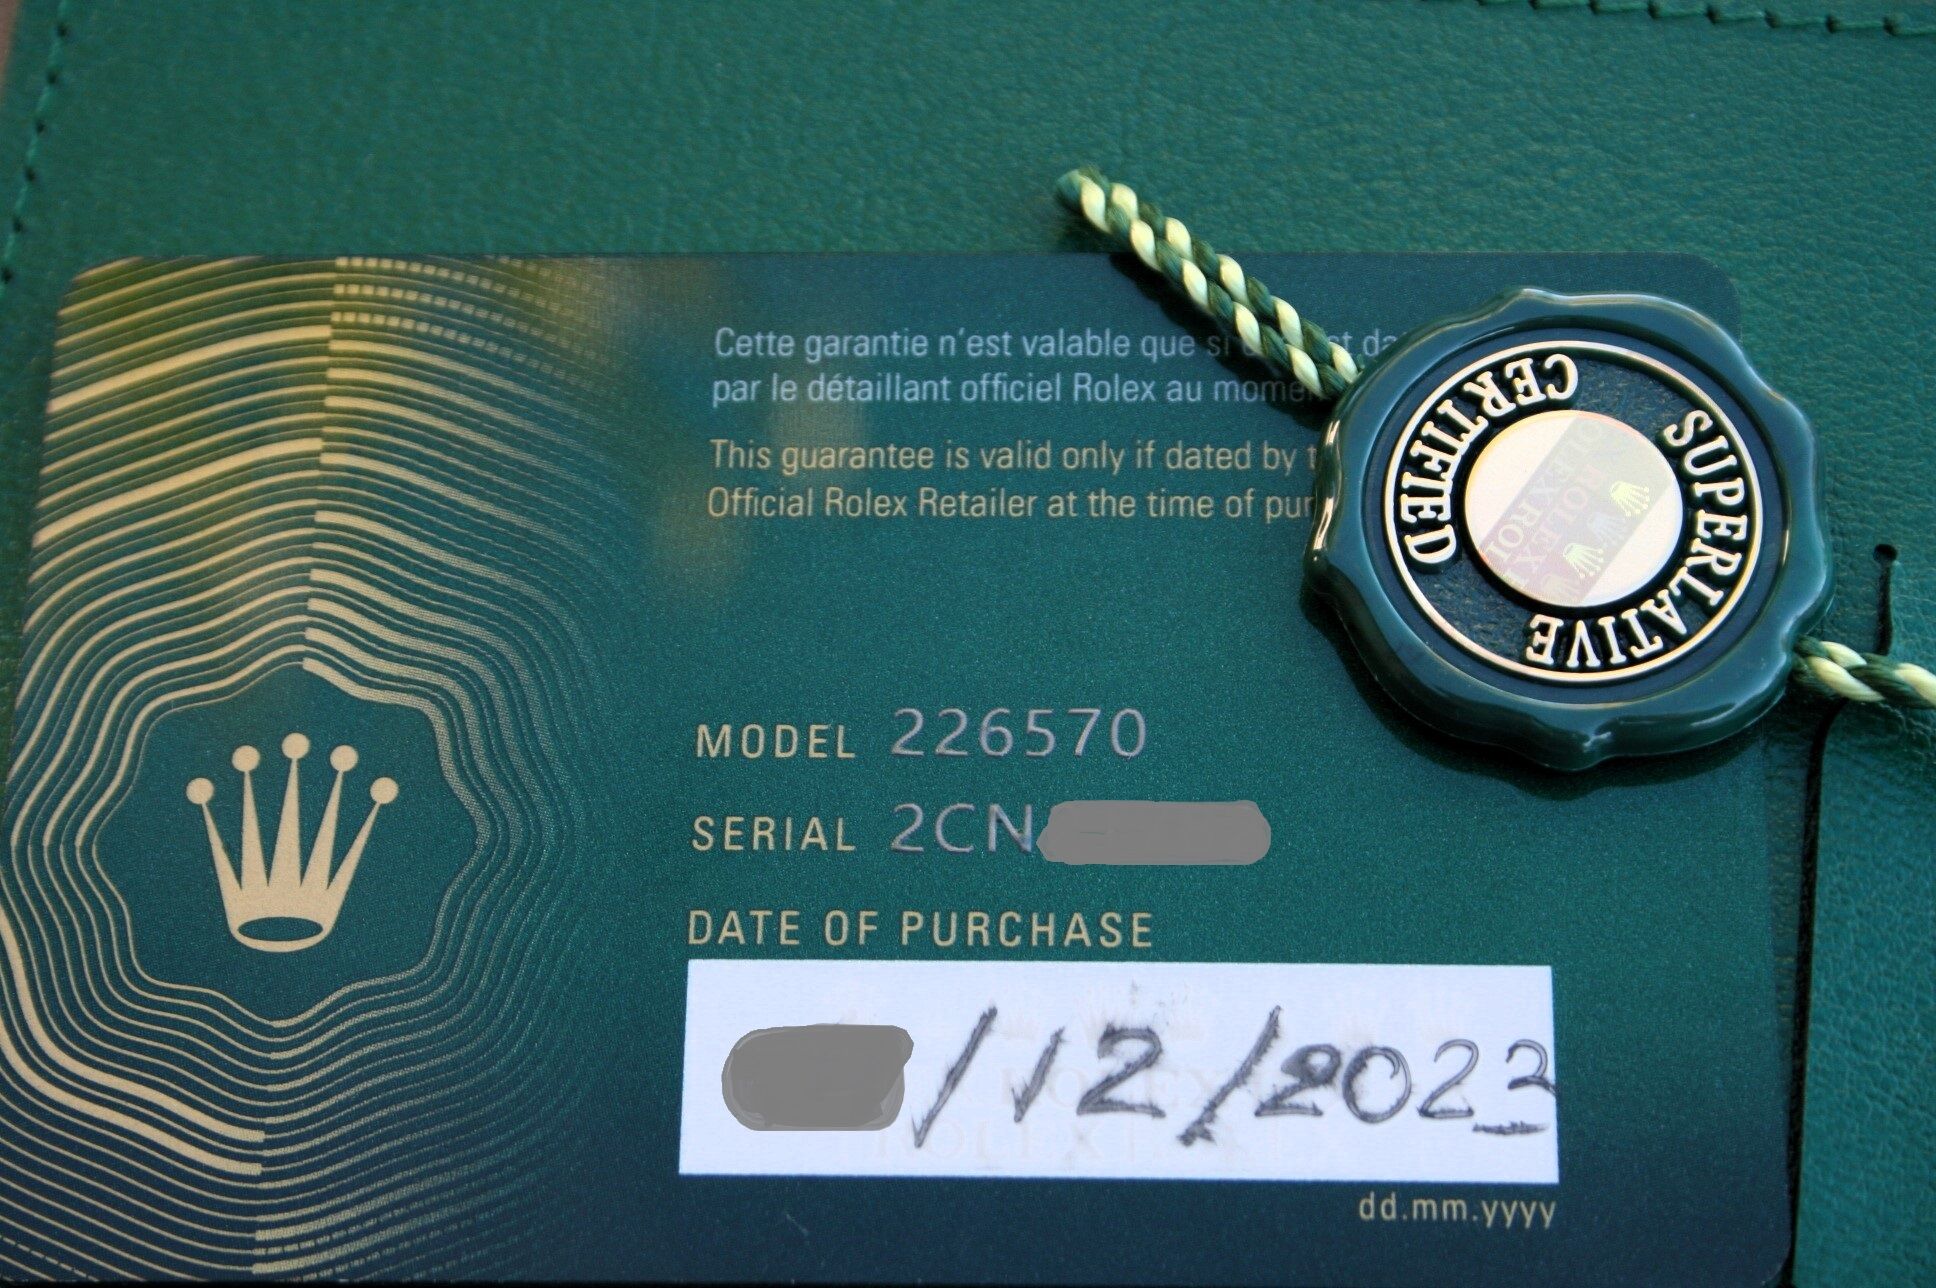 Cette garantie n'est valable que si
par le détaillant officiel Rolex au
This guarantee is valid only if dated by
Official Rolex Retailer at the time of
MODEL 226570
SERIAL 2CN
DATE OF PURCHASE
/12/2023
dd.mm.yyyy
SUPERLATIVE CERTIFIED
ROLEX